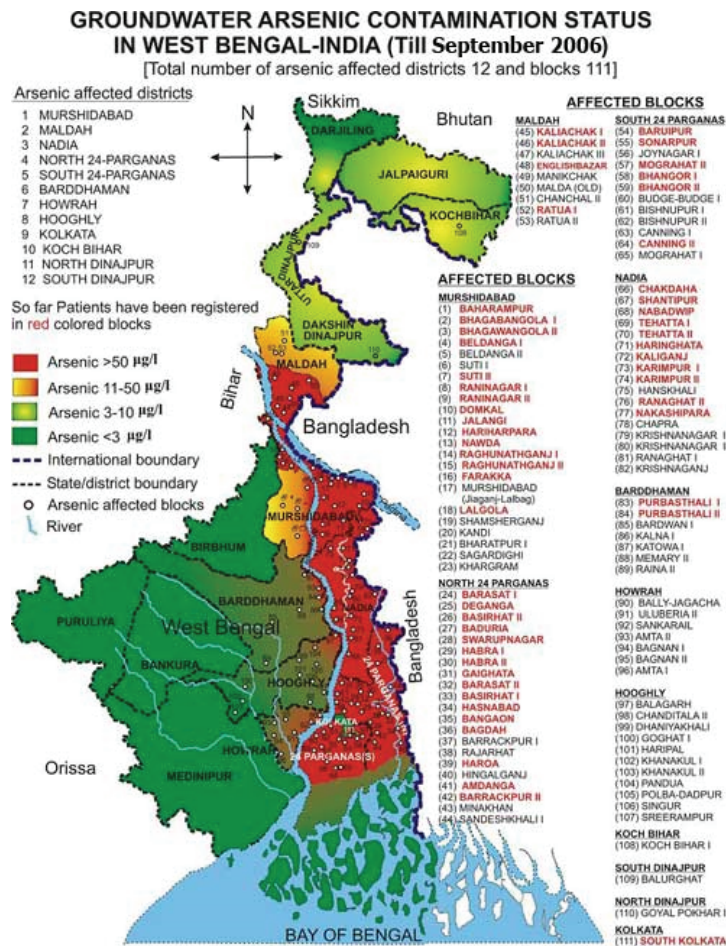 GROUNDWATER ARSENIC CONTAMINATION STATUS
IN WEST BENGAL-INDIA (Till September 2006)
[Total number of arsenic affected districts 12 and blocks 111]
Arsenic affected districts
1 MURSHIDABAD
2 MALDAH
3 NADIA
4 NORTH 24-PARGANAS
5 SOUTH 24-PARGANAS
6 BARDDHAMAN
7 HOWRAH
8 HOOGHLY
9 KOLKATA
10 KOCH BIHAR
11 NORTH DINAJPUR
12 SOUTH DINAJPUR
So far Patients have been registered
in red colored blocks
Arsenic >50 µg/l
Arsenic 11-50 µg/l
Arsenic 3-10 µg/l
Arsenic <3 µg/l
International boundary
State/district boundary
Arsenic affected blocks
River
N
Sikkim
Bhutan
DARJILING
JALPAIGURI
KOCHBIHAR
108
109
UTTAR DINAJPUR
DAKSHIN
DINAJPUR
110
MALDAH
Bihar
Bangladesh
MURSHIDABAD
BIRBHUM
BARDDHAMAN
NADIA
West Bengal
PURULIYA
BANKURA
HOOGHLY
Bangladesh
KOLKATA
HOWRAH
24 PARGANAS(S)
Orissa
MEDINIPUR
BAY OF BENGAL
AFFECTED BLOCKS
MALDAH
(45) KALIACHAK I
(46) KALIACHAK II
(47) KALIACHAK III
(48) ENGLISHBAZAR
(49) MANIKCHAK
(50) MALDA (OLD)
(51) CHANCHAL II
(52) RATUA I
(53) RATUA II
AFFECTED BLOCKS
MURSHIDABAD
(1) BAHARAMPUR
(2) BHAGABANGOLA I
(3) BHAGAWANGOLA II
(4) BELDANGA I
(5) BELDANGA II
(6) SUTI I
(7) SUTI II
(8) RANINAGAR I
(9) RANINAGAR II
(10) DOMKAL
(11) JALANGI
(12) HARIHARPARA
(13) NAWDA
(14) RAGHUNATHGANJ I
(15) RAGHUNATHGANJ II
(16) FARAKKA
(17) MURSHIDABAD
(Jiaganj-Lalbag)
(18) LALGOLA
(19) SHAMSHERGANJ
(20) KANDI
(21) BHARATPUR I
(22) SAGARDIGHI
(23) KHARGRAM
NORTH 24 PARGANAS
(24) BARASAT I
(25) DEGANGA
(26) BASIRHAT II
(27) BADURIA
(28) SWARUPNAGAR
(29) HABRA I
(30) HABRA II
(31) GAIGHATA
(32) BARASAT II
(33) BASIRHAT I
(34) HASNABAD
(35) BANGAON
(36) BAGDAH
(37) BARRACKPUR I
(38) RAJARHAT
(39) HAROA
(40) HINGALGANJ
(41) AMDANGA
(42) BARRACKPUR II
(43) MINAKHAN
(44) SANDESHKHALI I
SOUTH 24 PARGANAS
(54) BARUIPUR
(55) SONARPUR
(56) JOYNAGAR I
(57) MOGRAHAT II
(58) BHANGOR I
(59) BHANGOR II
(60) BUDGE-BUDGE I
(61) BISHNUPUR I
(62) BISHNUPUR II
(63) CANNING I
(64) CANNING II
(65) MOGRAHAT I
NADIA
(66) CHAKDAHA
(67) SHANTIPUR
(68) NABADWIP
(69) TEHATTA I
(70) TEHATTA II
(71) HARINGHATA
(72) KALIGANJ
(73) KARIMPUR I
(74) KARIMPUR II
(75) HANSKHALI
(76) RANAGHAT II
(77) NAKASHIPARA
(78) CHAPRA
(79) KRISHNANAGAR I
(80) KRISHNANAGAR I
(81) RANAGHAT I
(82) KRISHNGANJ
BARDDHAMAN
(83) PURBASTHALI I
(84) PURBASTHALI II
(85) BARDWAN I
(86) KALNA I
(87) KATOWA I
(88) MEMARY II
(89) RAINA II
HOWRAH
(90) BALLY-JAGACHA
(91) ULUBERIA II
(92) SANKARAIL
(93) AMTA II
(94) BAGNAN I
(95) BAGNAN II
(96) AMTA I
HOOGHLY
(97) BALAGARH
(98) CHANDITALA II
(99) DHANIYAKHALI
(100) GOGHAT I
(101) HARIPAL
(102) KHANAKUL I
(103) KHANAKUL II
(104) PANDUA
(105) POLBA-DADPUR
(106) SINGUR
(107) SREERAMPUR
KOCH BIHAR
(108) KOCH BIHAR I
SOUTH DINAJPUR
(109) BALURGHAT
NORTH DINAJPUR
(110) GOYAL POKHAR I
KOLKATA
(111) SOUTH KOLKATA